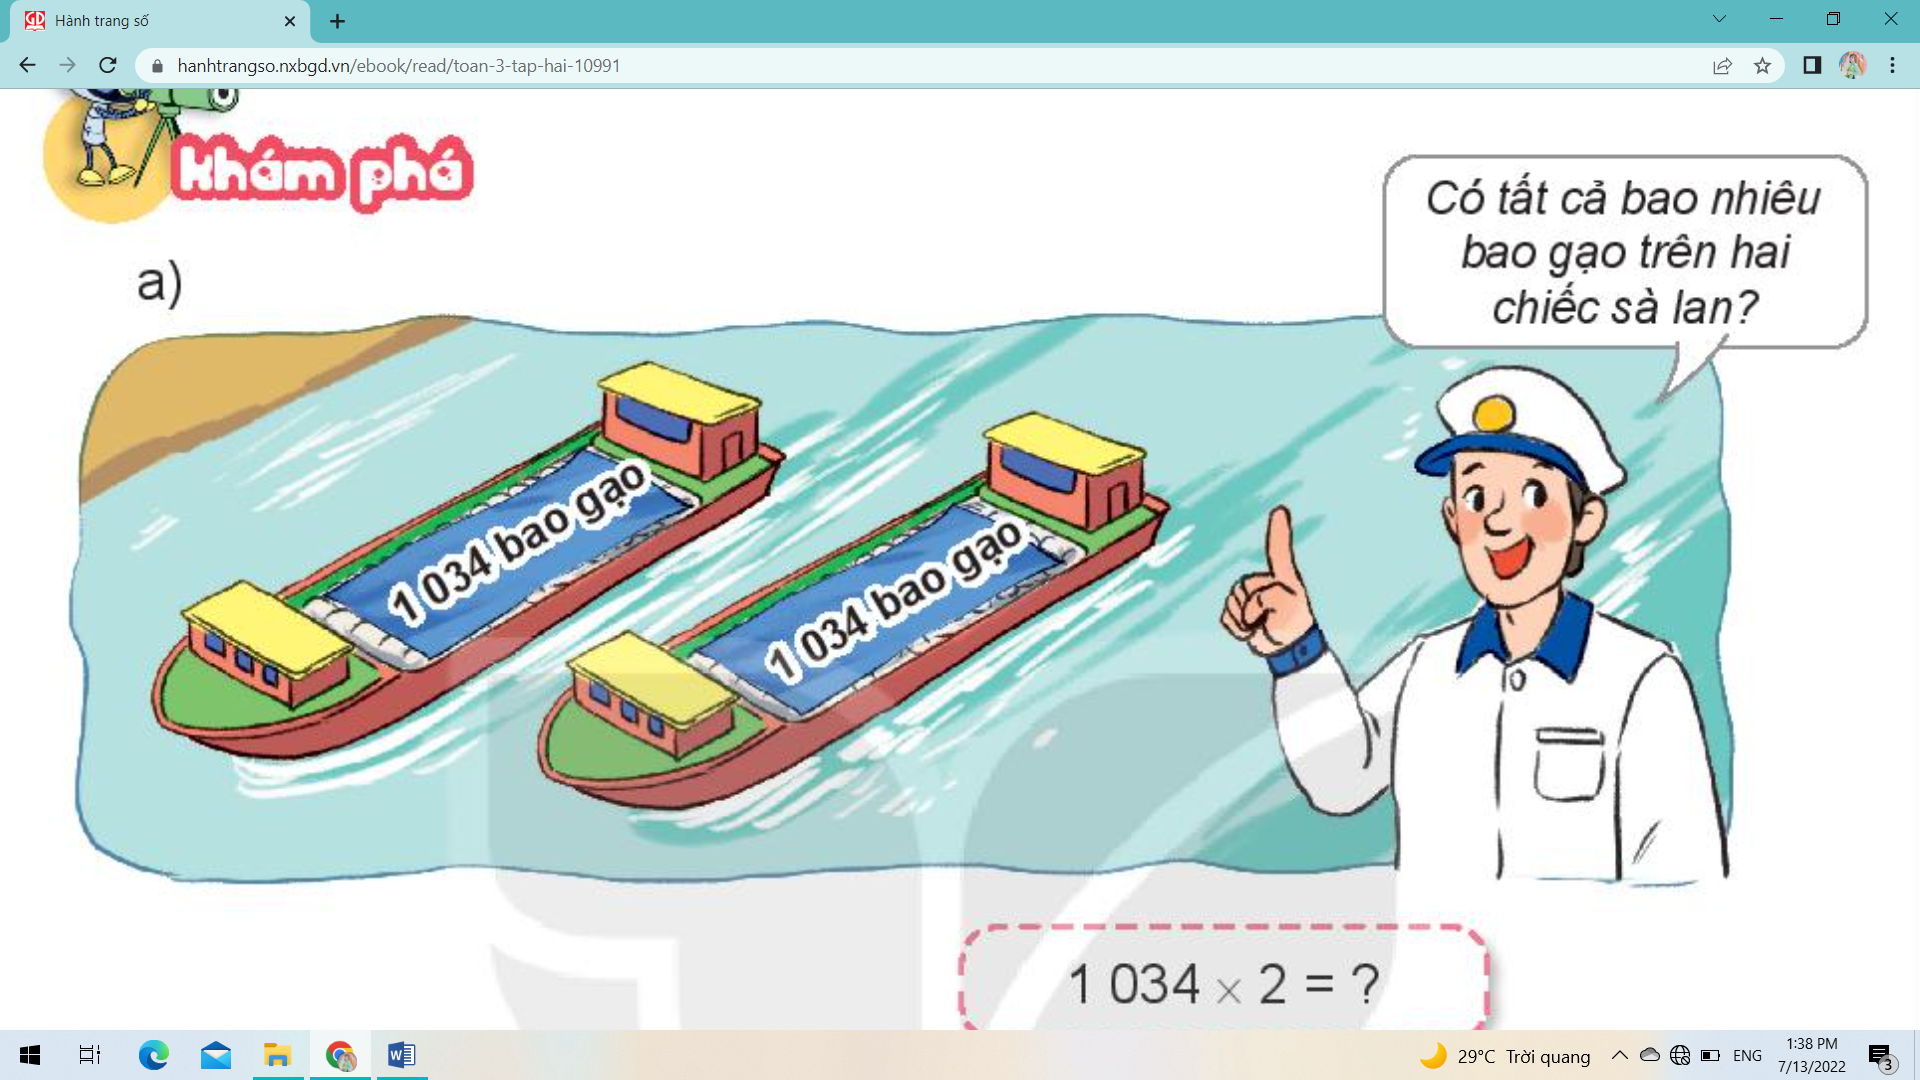 Hành trang số
hanhtrangso.nxbgd.vn/ebook/read/toan-3-tap-hai-10991
khám phá
Có tất cả bao nhiêu
bao gạo trên hai
chiếc sà lan?
a)
1 034 bao gạo
1 034 bao gạo
1 034 × 2 = ?
29°C Trời quang
ENG
1:38 PM
7/13/2022
3